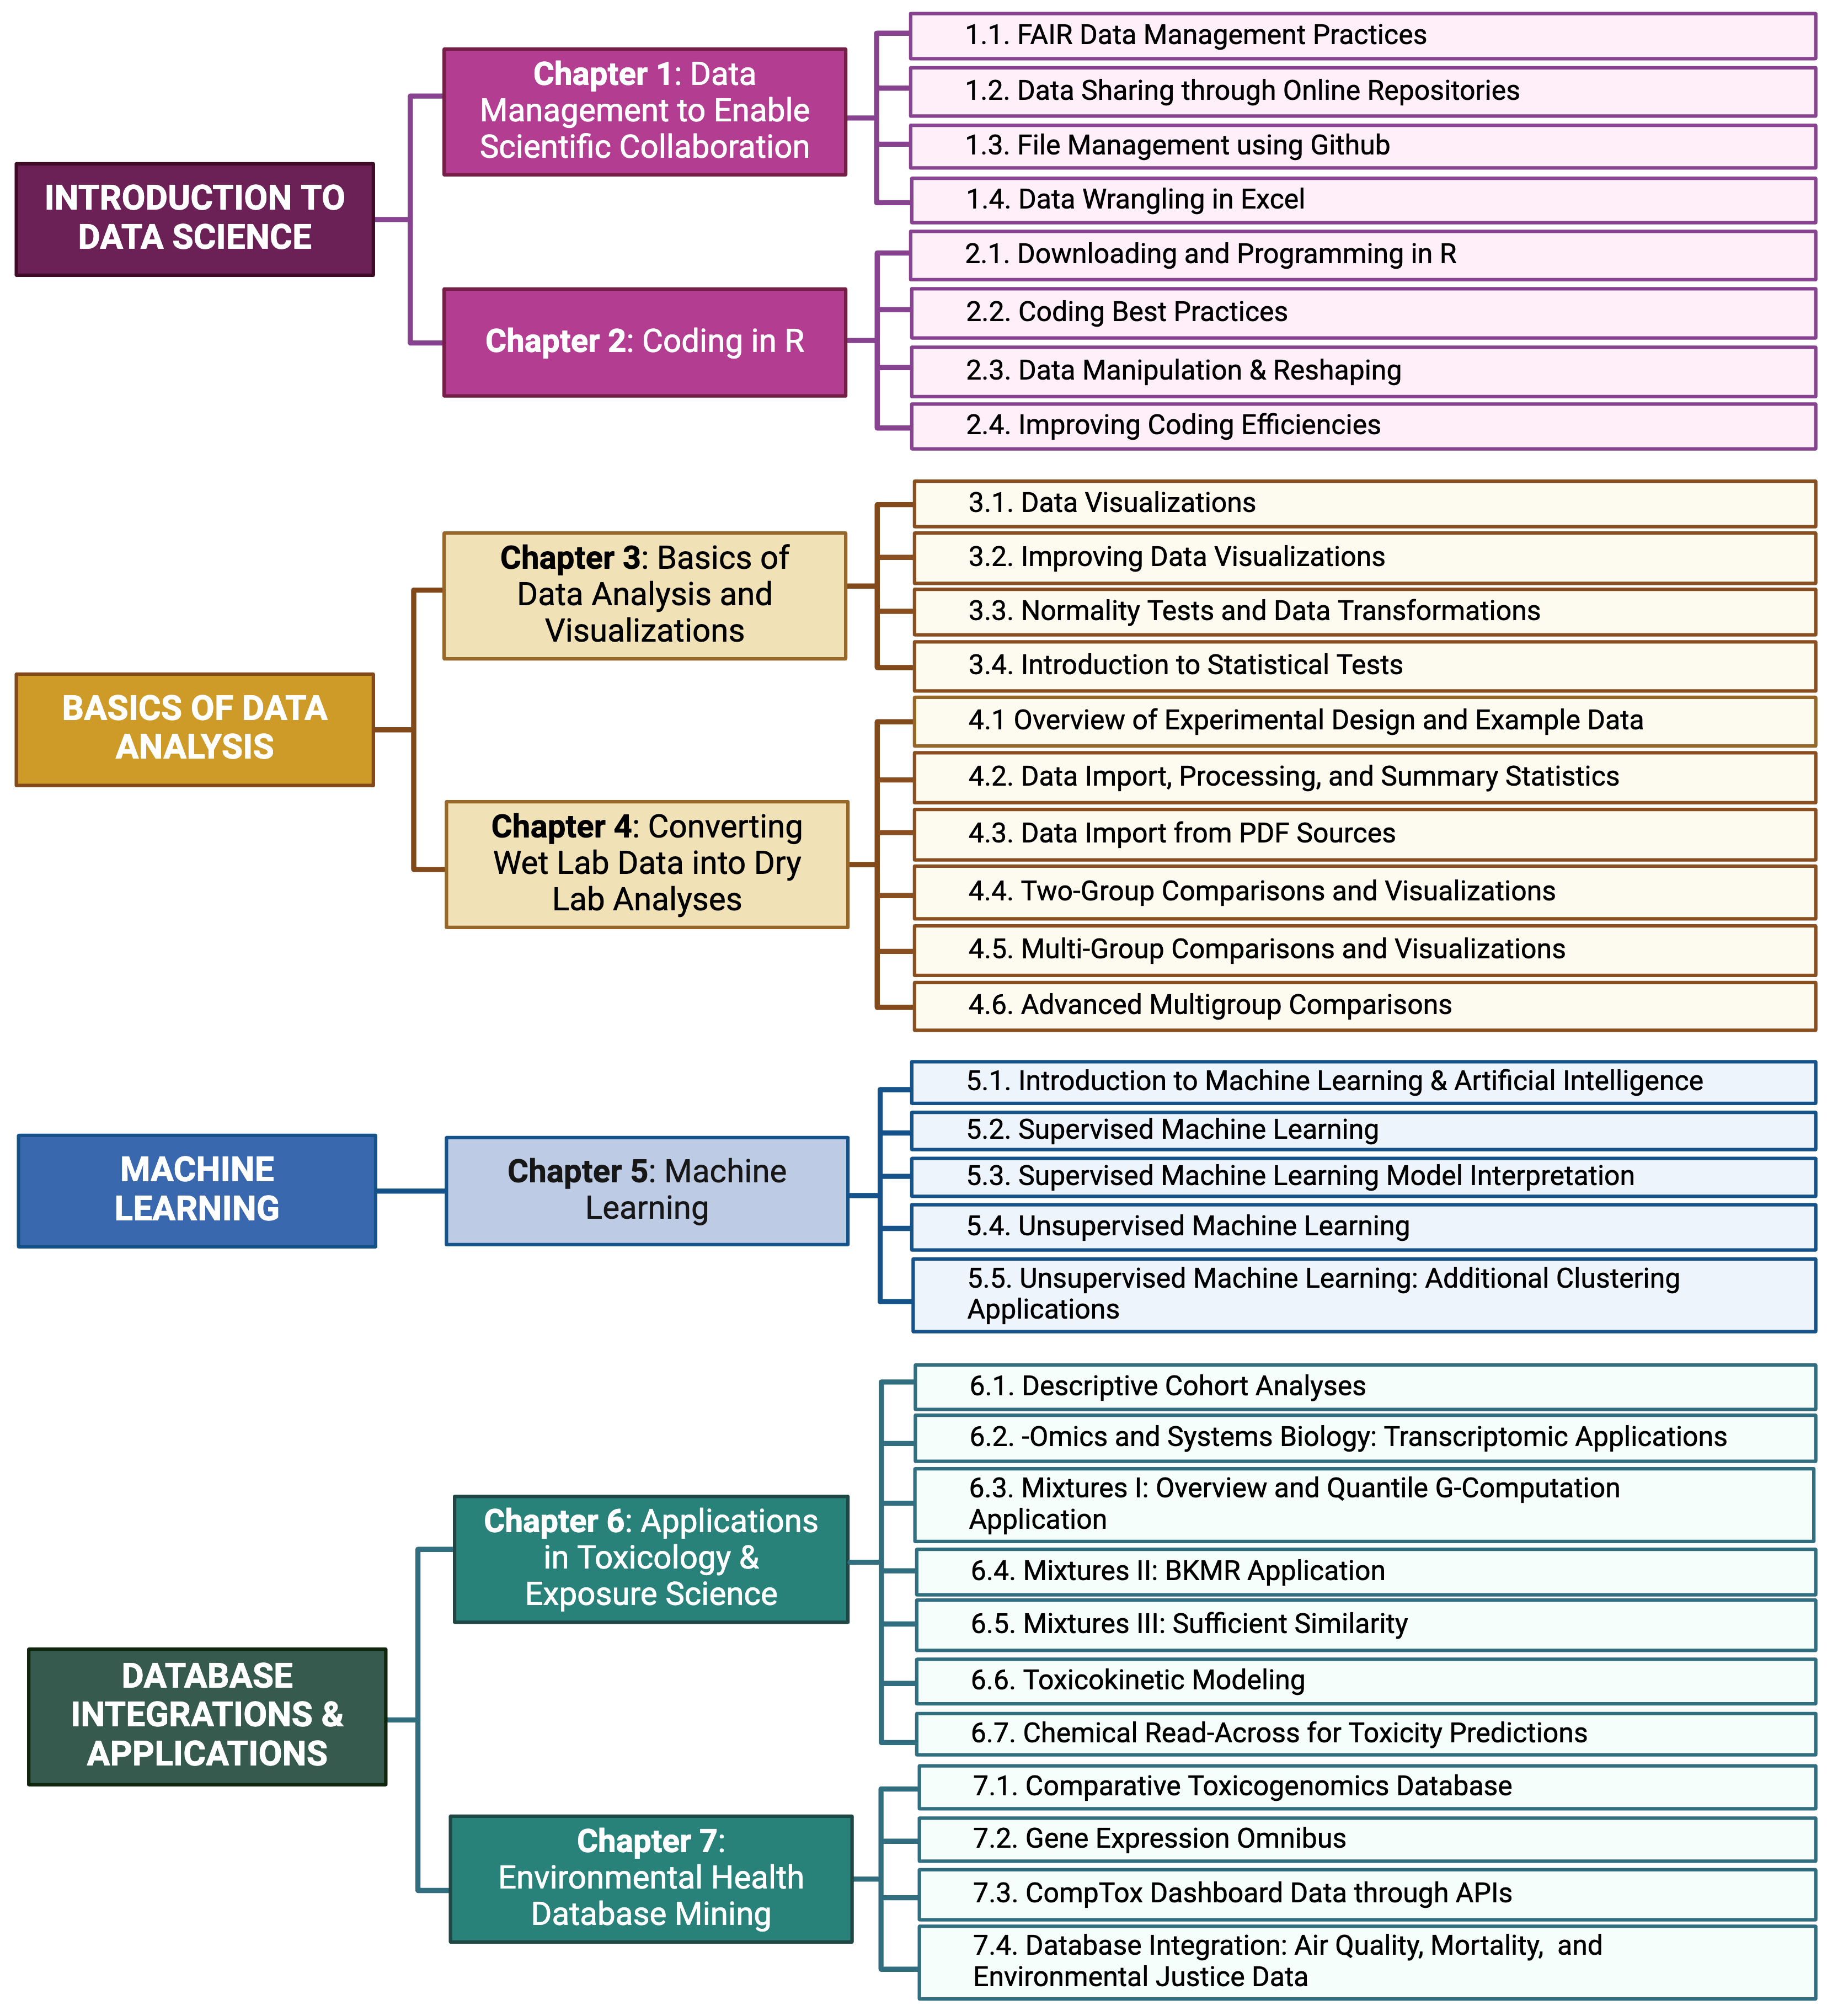 INTRODUCTION TO
DATA SCIENCE
Chapter 1: Data
Management to Enable
Scientific Collaboration
1.1. FAIR Data Management Practices
1.2. Data Sharing through Online Repositories
1.3. File Management using Github
1.4. Data Wrangling in Excel
Chapter 2: Coding in R
2.1. Downloading and Programming in R
2.2. Coding Best Practices
2.3. Data Manipulation & Reshaping
2.4. Improving Coding Efficiencies
BASICS OF DATA
ANALYSIS
Chapter 3: Basics of
Data Analysis and
Visualizations
3.1. Data Visualizations
3.2. Improving Data Visualizations
3.3. Normality Tests and Data Transformations
3.4. Introduction to Statistical Tests
Chapter 4: Converting
Wet Lab Data into Dry
Lab Analyses
4.1 Overview of Experimental Design and Example Data
4.2. Data Import, Processing, and Summary Statistics
4.3. Data Import from PDF Sources
4.4. Two-Group Comparisons and Visualizations
4.5. Multi-Group Comparisons and Visualizations
4.6. Advanced Multigroup Comparisons
MACHINE
LEARNING
Chapter 5: Machine
Learning
5.1. Introduction to Machine Learning & Artificial Intelligence
5.2. Supervised Machine Learning
5.3. Supervised Machine Learning Model Interpretation
5.4. Unsupervised Machine Learning
5.5. Unsupervised Machine Learning: Additional Clustering
Applications
DATABASE
INTEGRATIONS &
APPLICATIONS
Chapter 6: Applications
in Toxicology &
Exposure Science
6.1. Descriptive Cohort Analyses
6.2. -Omics and Systems Biology: Transcriptomic Applications
6.3. Mixtures I: Overview and Quantile G-Computation
Application
6.4. Mixtures II: BKMR Application
6.5. Mixtures III: Sufficient Similarity
6.6. Toxicokinetic Modeling
6.7. Chemical Read-Across for Toxicity Predictions
Chapter 7:
Environmental Health
Database Mining
7.1. Comparative Toxicogenomics Database
7.2. Gene Expression Omnibus
7.3. CompTox Dashboard Data through APIs
7.4. Database Integration: Air Quality, Mortality,  and
Environmental Justice Data